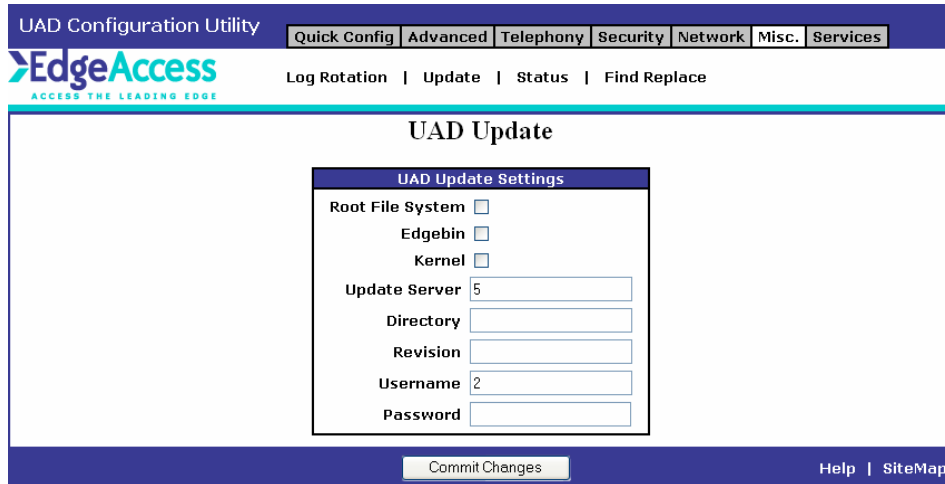 UAD Configuration Utility
Quick Config Advanced Telephony Security Network Misc. Services
EdgeAccess
ACCESS THE LEADING EDGE
Log Rotation | Update | Status | Find Replace
UAD Update
UAD Update Settings
Root File System
Edgebin
Kernel
Update Server 5
Directory
Revision
Username 2
Password
Commit Changes
Help | SiteMap